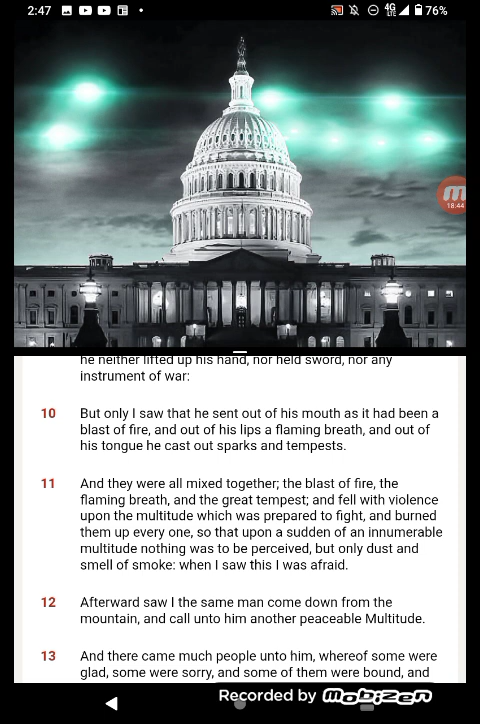 2:47
4G
LTE
76%
18:44
he neither lifted up his hand, nor held sword, nor any
instrument of war:
10 But only I saw that he sent out of his mouth as it had been a
blast of fire, and out of his lips a flaming breath, and out of
his tongue he cast out sparks and tempests.
11 And they were all mixed together; the blast of fire, the
flaming breath, and the great tempest; and fell with violence
upon the multitude which was prepared to fight, and burned
them up every one, so that upon a sudden of an innumerable
multitude nothing was to be perceived, but only dust and
smell of smoke: when I saw this I was afraid.
12 Afterward saw I the same man come down from the
mountain, and call unto him another peaceable Multitude.
13 And there came much people unto him, whereof some were
glad, some were sorry, and some of them were bound, and
Recorded by Mobizen